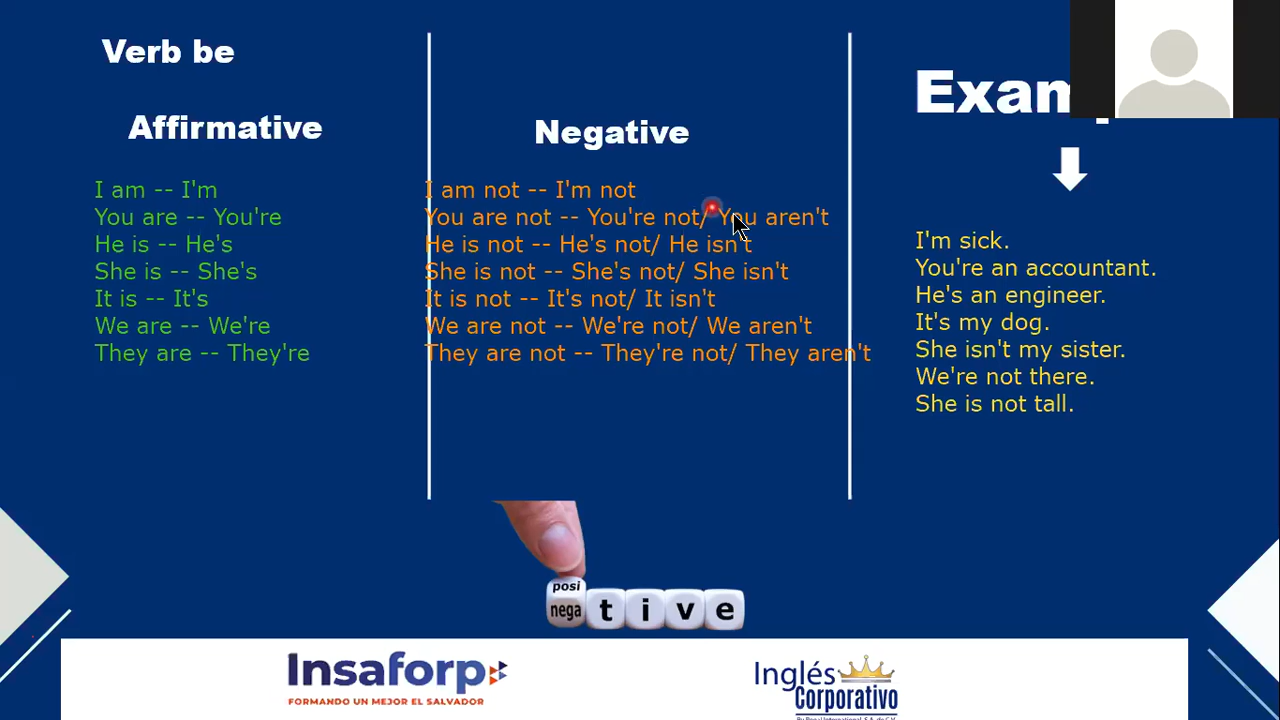 Verb be
Affirmative
I am -- I'm
You are -- You're
He is -- He's
She is -- She's
It is -- It's
We are -- We're
They are -- They're
Negative
I am not -- I'm not
You are not -- You're not/ You aren't
He is not -- He's not/ He isn't
She is not -- She's not/ She isn't
It is not -- It's not/ It isn't
We are not -- We're not/ We aren't
They are not -- They're not/ They aren't
I'm sick.
You're an accountant.
He's an engineer.
It's my dog.
She isn't my sister.
We're not there.
She is not tall.
posi
nega tive
Insaforp
FORMANDO UN MEJOR EL SALVADOR
Inglés
Corporativo